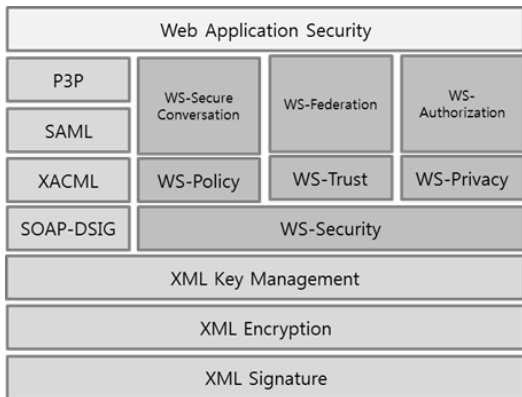 Web Application Security
P3P
WS-Secure
Conversation
WS-Federation
WS-
Authorization
SAML
XACML
WS-Policy
WS-Trust
WS-Privacy
SOAP-DSIG
WS-Security
XML Key Management
XML Encryption
XML Signature